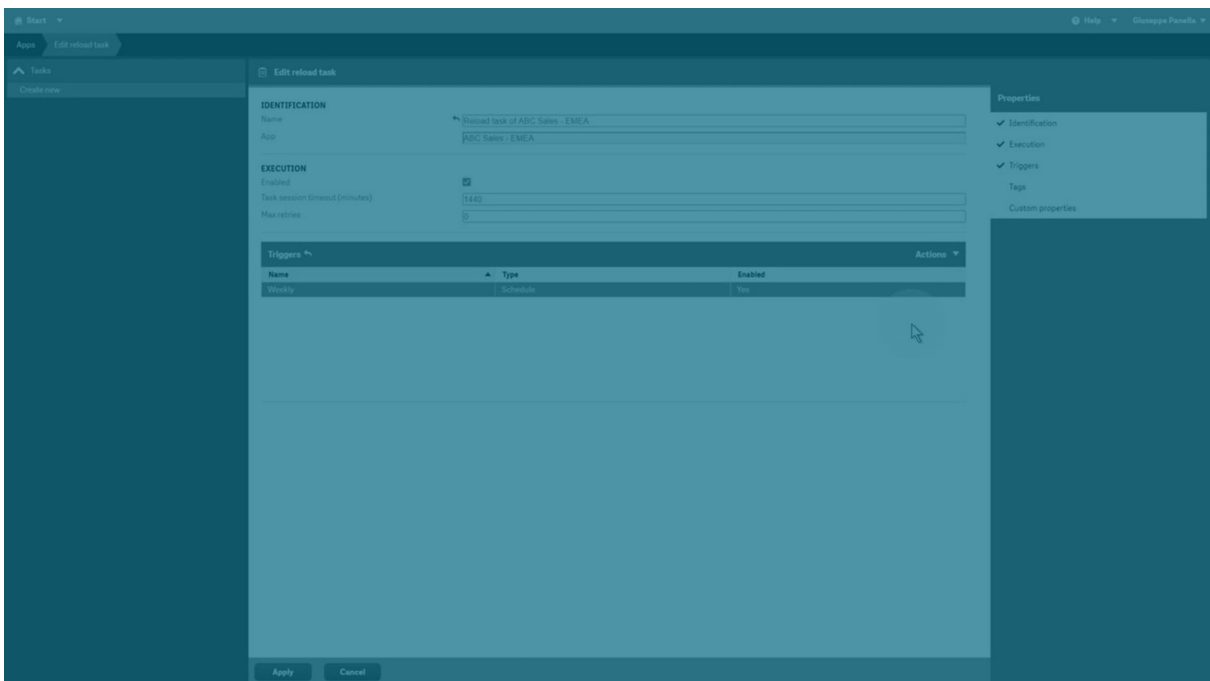 Start
Help Giuseppe Panella
Apps Edit reload task
Tasks
Create new
Edit reload task
IDENTIFICATION
Name Reload task of ABC Sales - EMEA
App ABC Sales - EMEA
EXECUTION
Enabled
Task session timeout (minutes) 1440
Max retries 0
Triggers Actions
Name Type Enabled
Weekly Schedule Yes
Apply Cancel
Properties
Identification
Execution
Triggers
Tags
Custom properties